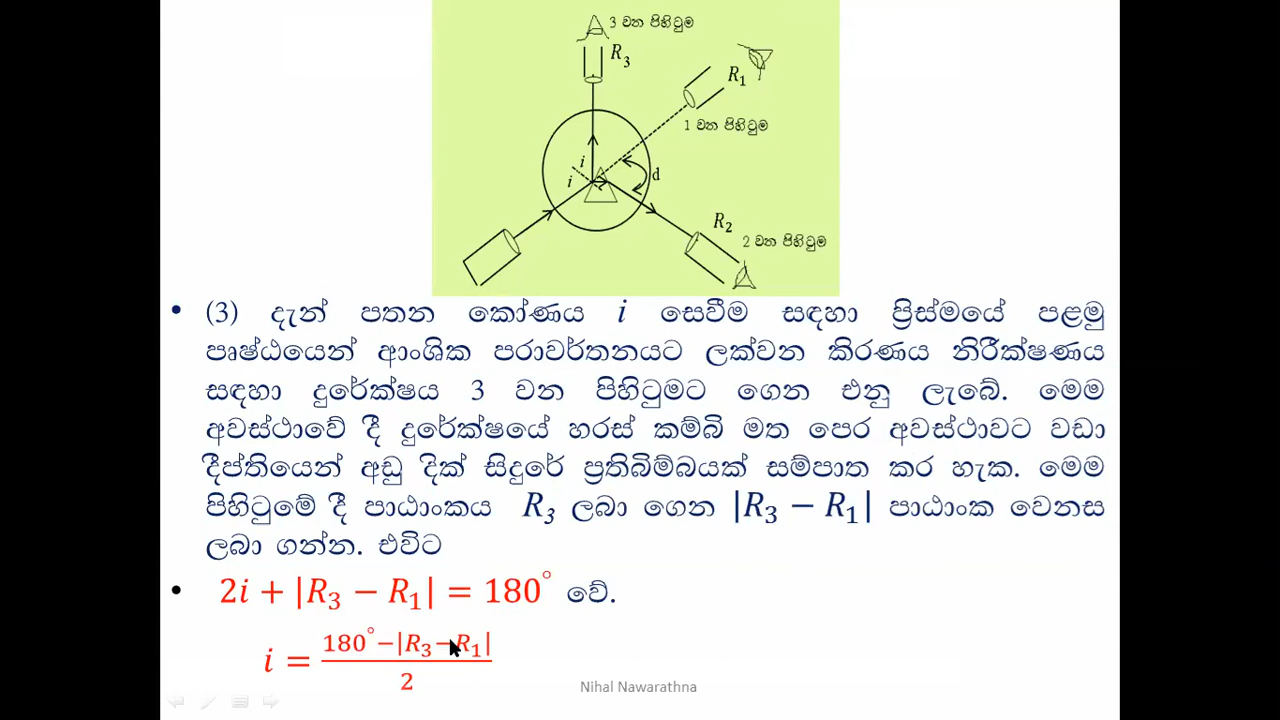 3 වන පිහිටුම
R₃
R₁
1 වන පිහිටුම
i
i
d
R₂
2 වන පිහිටුම
• (3) දැන් පතන කෝණය i සෙවීම සඳහා ප්‍රිස්මයේ පළමු
පෘෂ්ඨයෙන් ආංශික පරාවර්තනයට ලක්වන කිරණය නිරීක්ෂණය
සඳහා දුරේක්ෂය 3 වන පිහිටුමට ගෙන එනු ලැබේ. මෙම
අවස්ථාවේ දී දුරේක්ෂයේ හරස් කම්බි මත පෙර අවස්ථාවට වඩා
දීප්තියෙන් අඩු දික් සිදුරේ ප්‍රතිබිම්බයක් සම්පාත කර හැක. මෙම
පිහිටුමේ දී පාඨාංකය R₃ ලබා ගෙන |R₃ − R₁| පාඨාංක වෙනස
ලබා ගන්න. එවිට
• 2i + |R₃ − R₁| = 180° වේ.
i = (180° − |R₃ − R₁|) / 2
Nihal Nawarathna